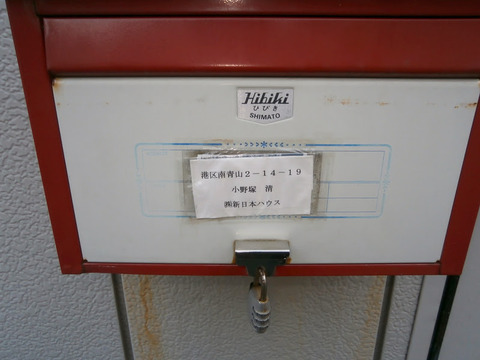 Hibiki
ひびき
SHIMATO
港区南青山2-14-19
小野塚 清
㈱新日本ハウス